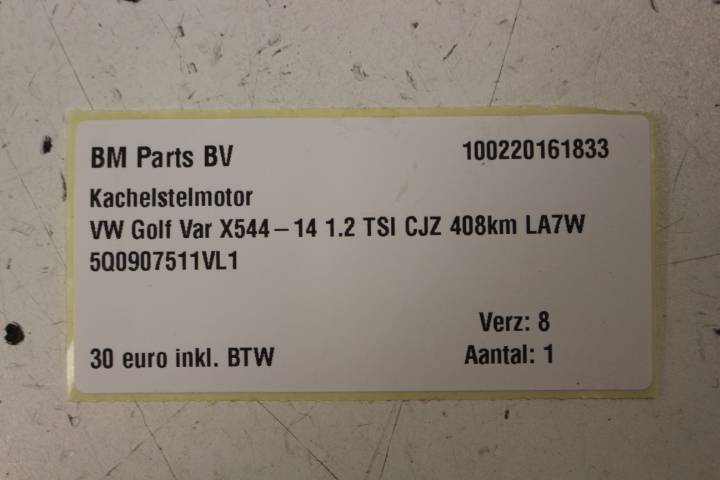 BM Parts BV 100220161833
Kachelstelmotor
VW Golf Var X544-14 1.2 TSI CJZ 408km LA7W
5Q0907511VL1
Verz: 8
30 euro inkl. BTW Aantal: 1